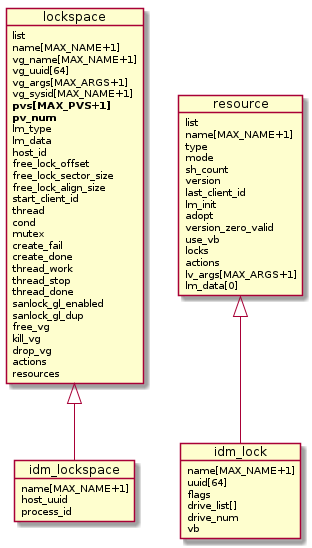 lockspace
list
name[MAX_NAME+1]
vg_name[MAX_NAME+1]
vg_uuid[64]
vg_args[MAX_ARGS+1]
vg_sysid[MAX_NAME+1]
pvs[MAX_PVS+1]
pv_num
lm_type
lm_data
host_id
free_lock_offset
free_lock_sector_size
free_lock_align_size
start_client_id
thread
cond
mutex
create_fail
create_done
thread_work
thread_stop
thread_done
sanlock_gl_enabled
sanlock_gl_dup
free_vg
kill_vg
drop_vg
actions
resources
resource
list
name[MAX_NAME+1]
type
mode
sh_count
version
last_client_id
lm_init
adopt
version_zero_valid
use_vb
locks
actions
lv_args[MAX_ARGS+1]
lm_data[0]
idm_lockspace
name[MAX_NAME+1]
host_uuid
process_id
idm_lock
name[MAX_NAME+1]
uuid[64]
flags
drive_list[]
drive_num
vb